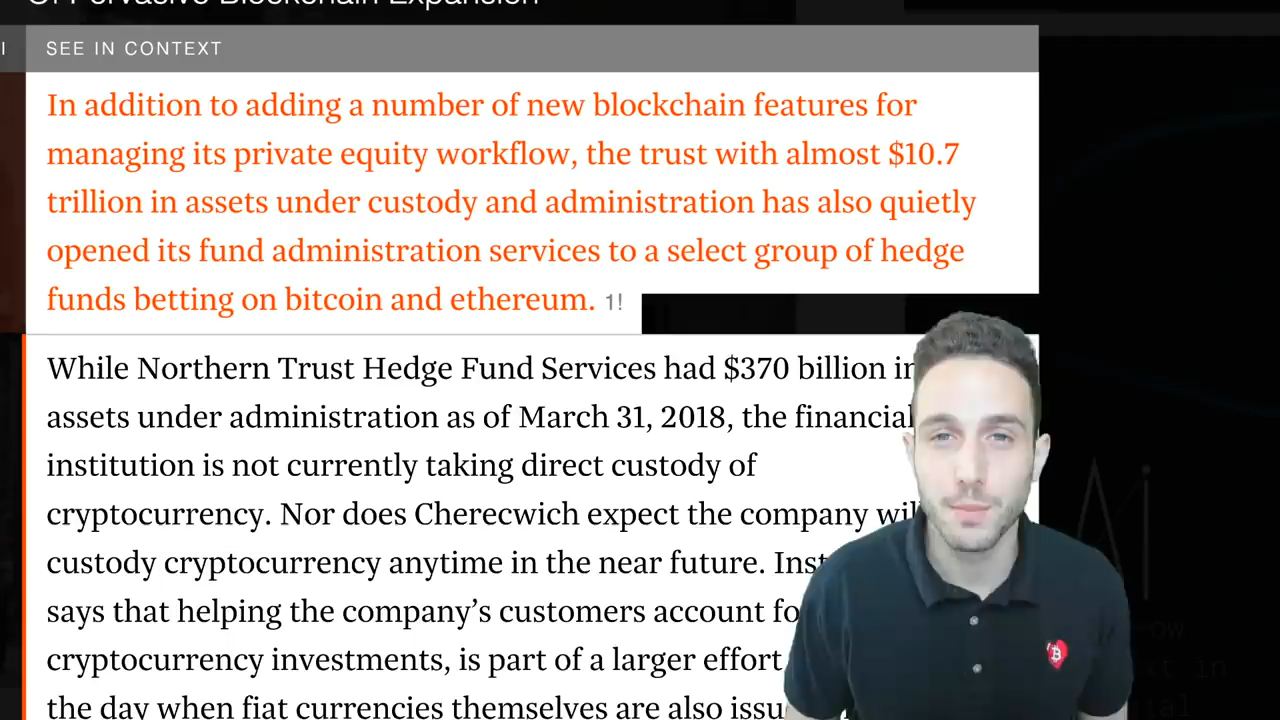 Of Pervasive Blockchain Expansion
SEE IN CONTEXT
In addition to adding a number of new blockchain features for
managing its private equity workflow, the trust with almost $10.7
trillion in assets under custody and administration has also quietly
opened its fund administration services to a select group of hedge
funds betting on bitcoin and ethereum. 1!
While Northern Trust Hedge Fund Services had $370 billion in
assets under administration as of March 31, 2018, the financial
institution is not currently taking direct custody of
cryptocurrency. Nor does Cherecwich expect the company will
custody cryptocurrency anytime in the near future. Inst
says that helping the company’s customers account fo
cryptocurrency investments, is part of a larger effort
the day when fiat currencies themselves are also issu